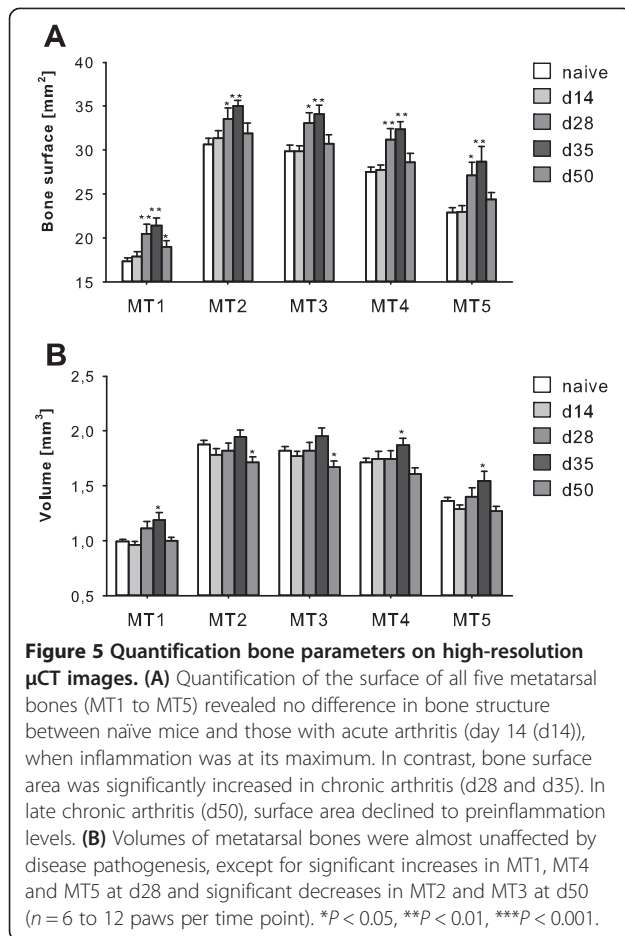 A
Bone surface [mm²]
40
35
30
25
20
15
* ** * ** * ** ** ** * **
** ** *
MT1 MT2 MT3 MT4 MT5
naive
d14
d28
d35
d50
B
Volume [mm³]
2,5
2,0
1,5
1,0
0,5
* * * * * *
MT1 MT2 MT3 MT4 MT5
naive
d14
d28
d35
d50
Figure 5 Quantification bone parameters on high-resolution
µCT images. (A) Quantification of the surface of all five metatarsal
bones (MT1 to MT5) revealed no difference in bone structure
between naïve mice and those with acute arthritis (day 14 (d14)),
when inflammation was at its maximum. In contrast, bone surface
area was significantly increased in chronic arthritis (d28 and d35). In
late chronic arthritis (d50), surface area declined to preinflammation
levels. (B) Volumes of metatarsal bones were almost unaffected by
disease pathogenesis, except for significant increases in MT1, MT4
and MT5 at d28 and significant decreases in MT2 and MT3 at d50
(n = 6 to 12 paws per time point). *P < 0.05, **P < 0.01, ***P < 0.001.